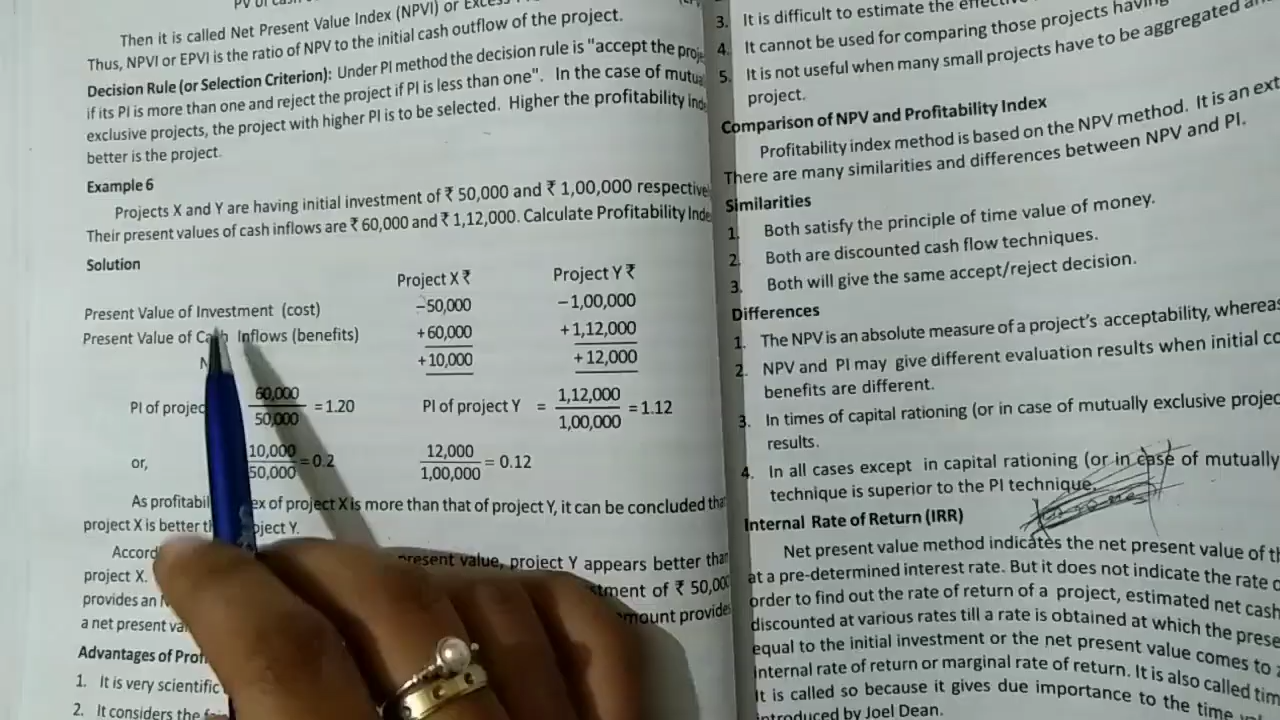 PV of cash
Then it is called Net Present Value Index (NPVI) or Excess
Thus, NPVI or EPVI is the ratio of NPV to the initial cash outflow of the project.
Decision Rule (or Selection Criterion): Under PI method the decision rule is "accept the
if its PI is more than one and reject the project if PI is less than one". In the case of
exclusive projects, the project with higher PI is to be selected. Higher the profitability
better is the project.
Example 6
Projects X and Y are having initial investment of ₹ 50,000 and ₹ 1,00,000
Their present values of cash inflows are ₹ 60,000 and ₹ 1,12,000. Calculate Profitability
Solution
Project X ₹ Project Y ₹
Present Value of Investment (cost) −50,000 −1,00,000
Present Value of Cash Inflows (benefits) +60,000 +1,12,000
+10,000 +12,000
PI of 60,000 / 50,000 = 1.20 PI of project Y = 1,12,000 / 1,00,000 = 1.12
or, 10,000 / 50,000 = 0.2 12,000 / 1,00,000 = 0.12
As of project X is more than that of project Y, it can be concluded
project X is better Y.
present value, project Y appears better than
project X. of ₹ 50,000
provides an provides
a net present
Advantages of
1. It is very scientific
2. It considers the
3. It is difficult to estimate the
4. It cannot be used for comparing those projects having
5. It is not useful when many small projects have to be aggregated
project.
Comparison of NPV and Profitability Index
Profitability index method is based on the NPV method. It is an
There are many similarities and differences between NPV and PI.
Similarities
1. Both satisfy the principle of time value of money.
2. Both are discounted cash flow techniques.
3. Both will give the same accept/reject decision.
Differences
1. The NPV is an absolute measure of a project's acceptability,
2. NPV and PI may give different evaluation results when initial
benefits are different.
3. In times of capital rationing (or in case of mutually exclusive
results.
4. In all cases except in capital rationing (or in case of mutually
technique is superior to the PI technique.
Internal Rate of Return (IRR)
Net present value method indicates the net present value of
at a pre-determined interest rate. But it does not indicate the rate
order to find out the rate of return of a project, estimated net cash
discounted at various rates till a rate is obtained at which the
equal to the initial investment or the net present value comes to
internal rate of return or marginal rate of return. It is also called
It is called so because it gives due importance to the time
introduced by Joel Dean.